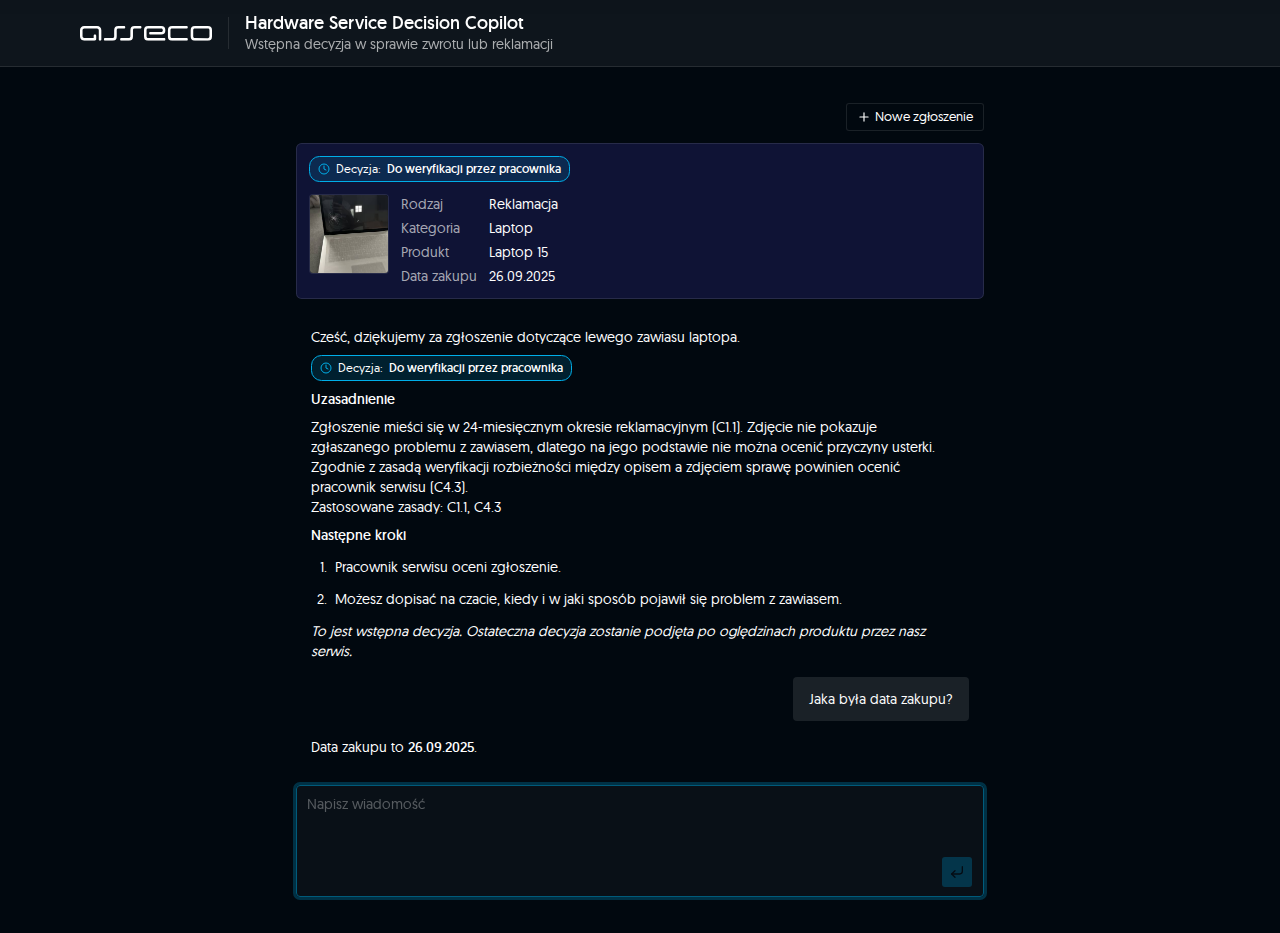 asseco
Hardware Service Decision Copilot
Wstępna decyzja w sprawie zwrotu lub reklamacji
+ Nowe zgłoszenie
Decyzja: Do weryfikacji przez pracownika
Rodzaj Reklamacja
Kategoria Laptop
Produkt Laptop 15
Data zakupu 26.09.2025
Cześć, dziękujemy za zgłoszenie dotyczące lewego zawiasu laptopa.
Decyzja: Do weryfikacji przez pracownika
Uzasadnienie
Zgłoszenie mieści się w 24-miesięcznym okresie reklamacyjnym (C1.1). Zdjęcie nie pokazuje
zgłaszanego problemu z zawiasem, dlatego na jego podstawie nie można ocenić przyczyny usterki.
Zgodnie z zasadą weryfikacji rozbieżności między opisem a zdjęciem sprawę powinien ocenić
pracownik serwisu (C4.3).
Zastosowane zasady: C1.1, C4.3
Następne kroki
1. Pracownik serwisu oceni zgłoszenie.
2. Możesz dopisać na czacie, kiedy i w jaki sposób pojawił się problem z zawiasem.
To jest wstępna decyzja. Ostateczna decyzja zostanie podjęta po oględzinach produktu przez nasz
serwis.
Jaka była data zakupu?
Data zakupu to 26.09.2025.
Napisz wiadomość